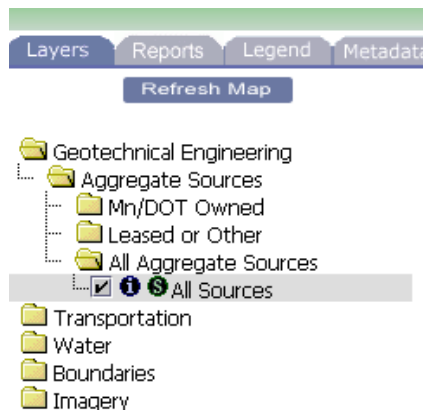 Layers Reports Legend Metadata
Refresh Map
Geotechnical Engineering
Aggregate Sources
Mn/DOT Owned
Leased or Other
All Aggregate Sources
i S All Sources
Transportation
Water
Boundaries
Imagery